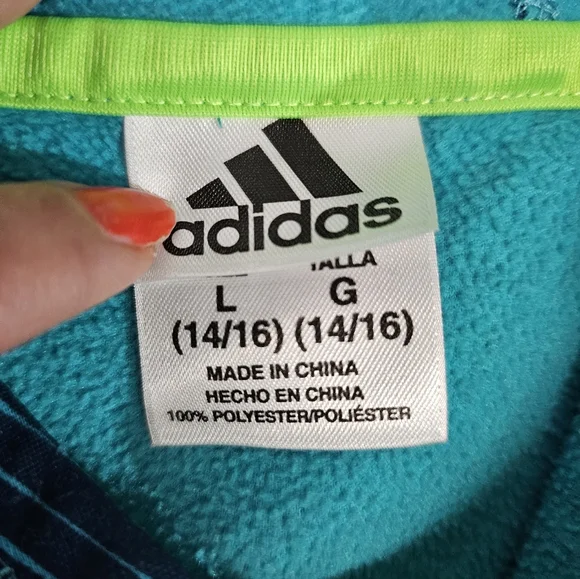 adidas
TALLA
L G
(14/16) (14/16)
MADE IN CHINA
HECHO EN CHINA
100% POLYESTER/POLIÉSTER